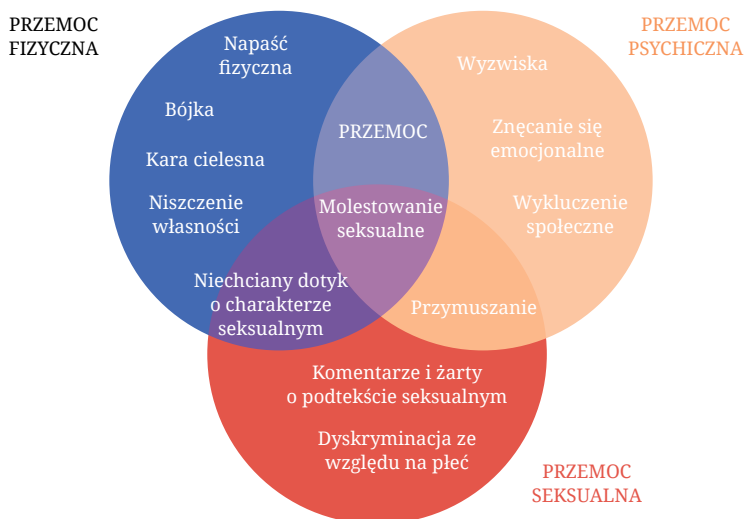 PRZEMOC
FIZYCZNA
PRZEMOC
PSYCHICZNA
Napaść
fizyczna
Bójka
Kara cielesna
Niszczenie
własności
PRZEMOC
Wyzwiska
Znęcanie się
emocjonalne
Wykluczenie
społeczne
Molestowanie
seksualne
Niechciany dotyk
o charakterze
seksualnym
Przymuszanie
Komentarze i żarty
o podtekście seksualnym
Dyskryminacja ze
względu na płeć
PRZEMOC
SEKSUALNA